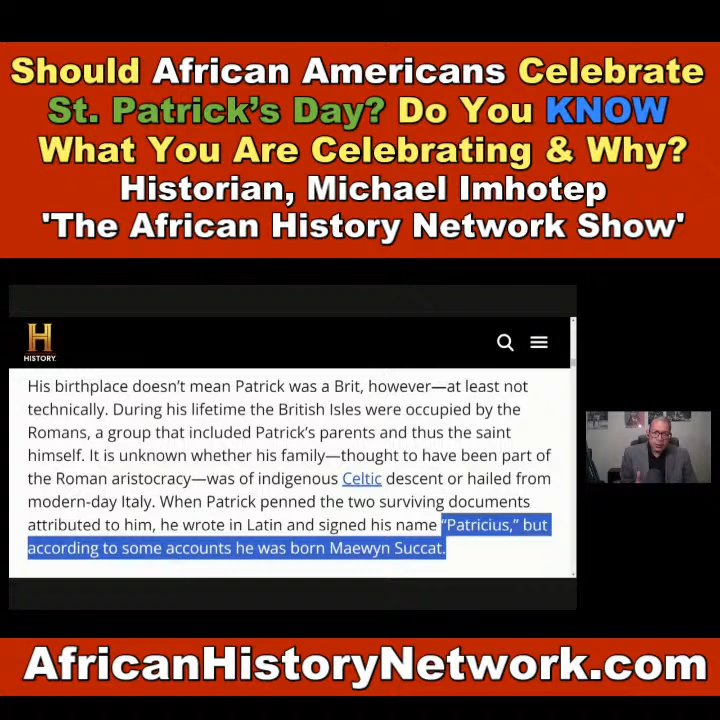 Should African Americans Celebrate
St. Patrick's Day? Do You KNOW
What You Are Celebrating & Why?
Historian, Michael Imhotep
'The African History Network Show'
H
HISTORY.
His birthplace doesn't mean Patrick was a Brit, however—at least not
technically. During his lifetime the British Isles were occupied by the
Romans, a group that included Patrick's parents and thus the saint
himself. It is unknown whether his family—thought to have been part of
the Roman aristocracy—was of indigenous Celtic descent or hailed from
modern-day Italy. When Patrick penned the two surviving documents
attributed to him, he wrote in Latin and signed his name “Patricius,” but
according to some accounts he was born Maewyn Succat.
AfricanHistoryNetwork.com